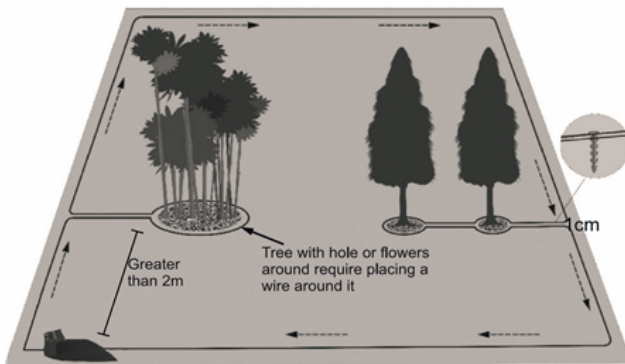 1cm
Tree with hole or flowers
around require placing a
wire around it
Greater
than 2m